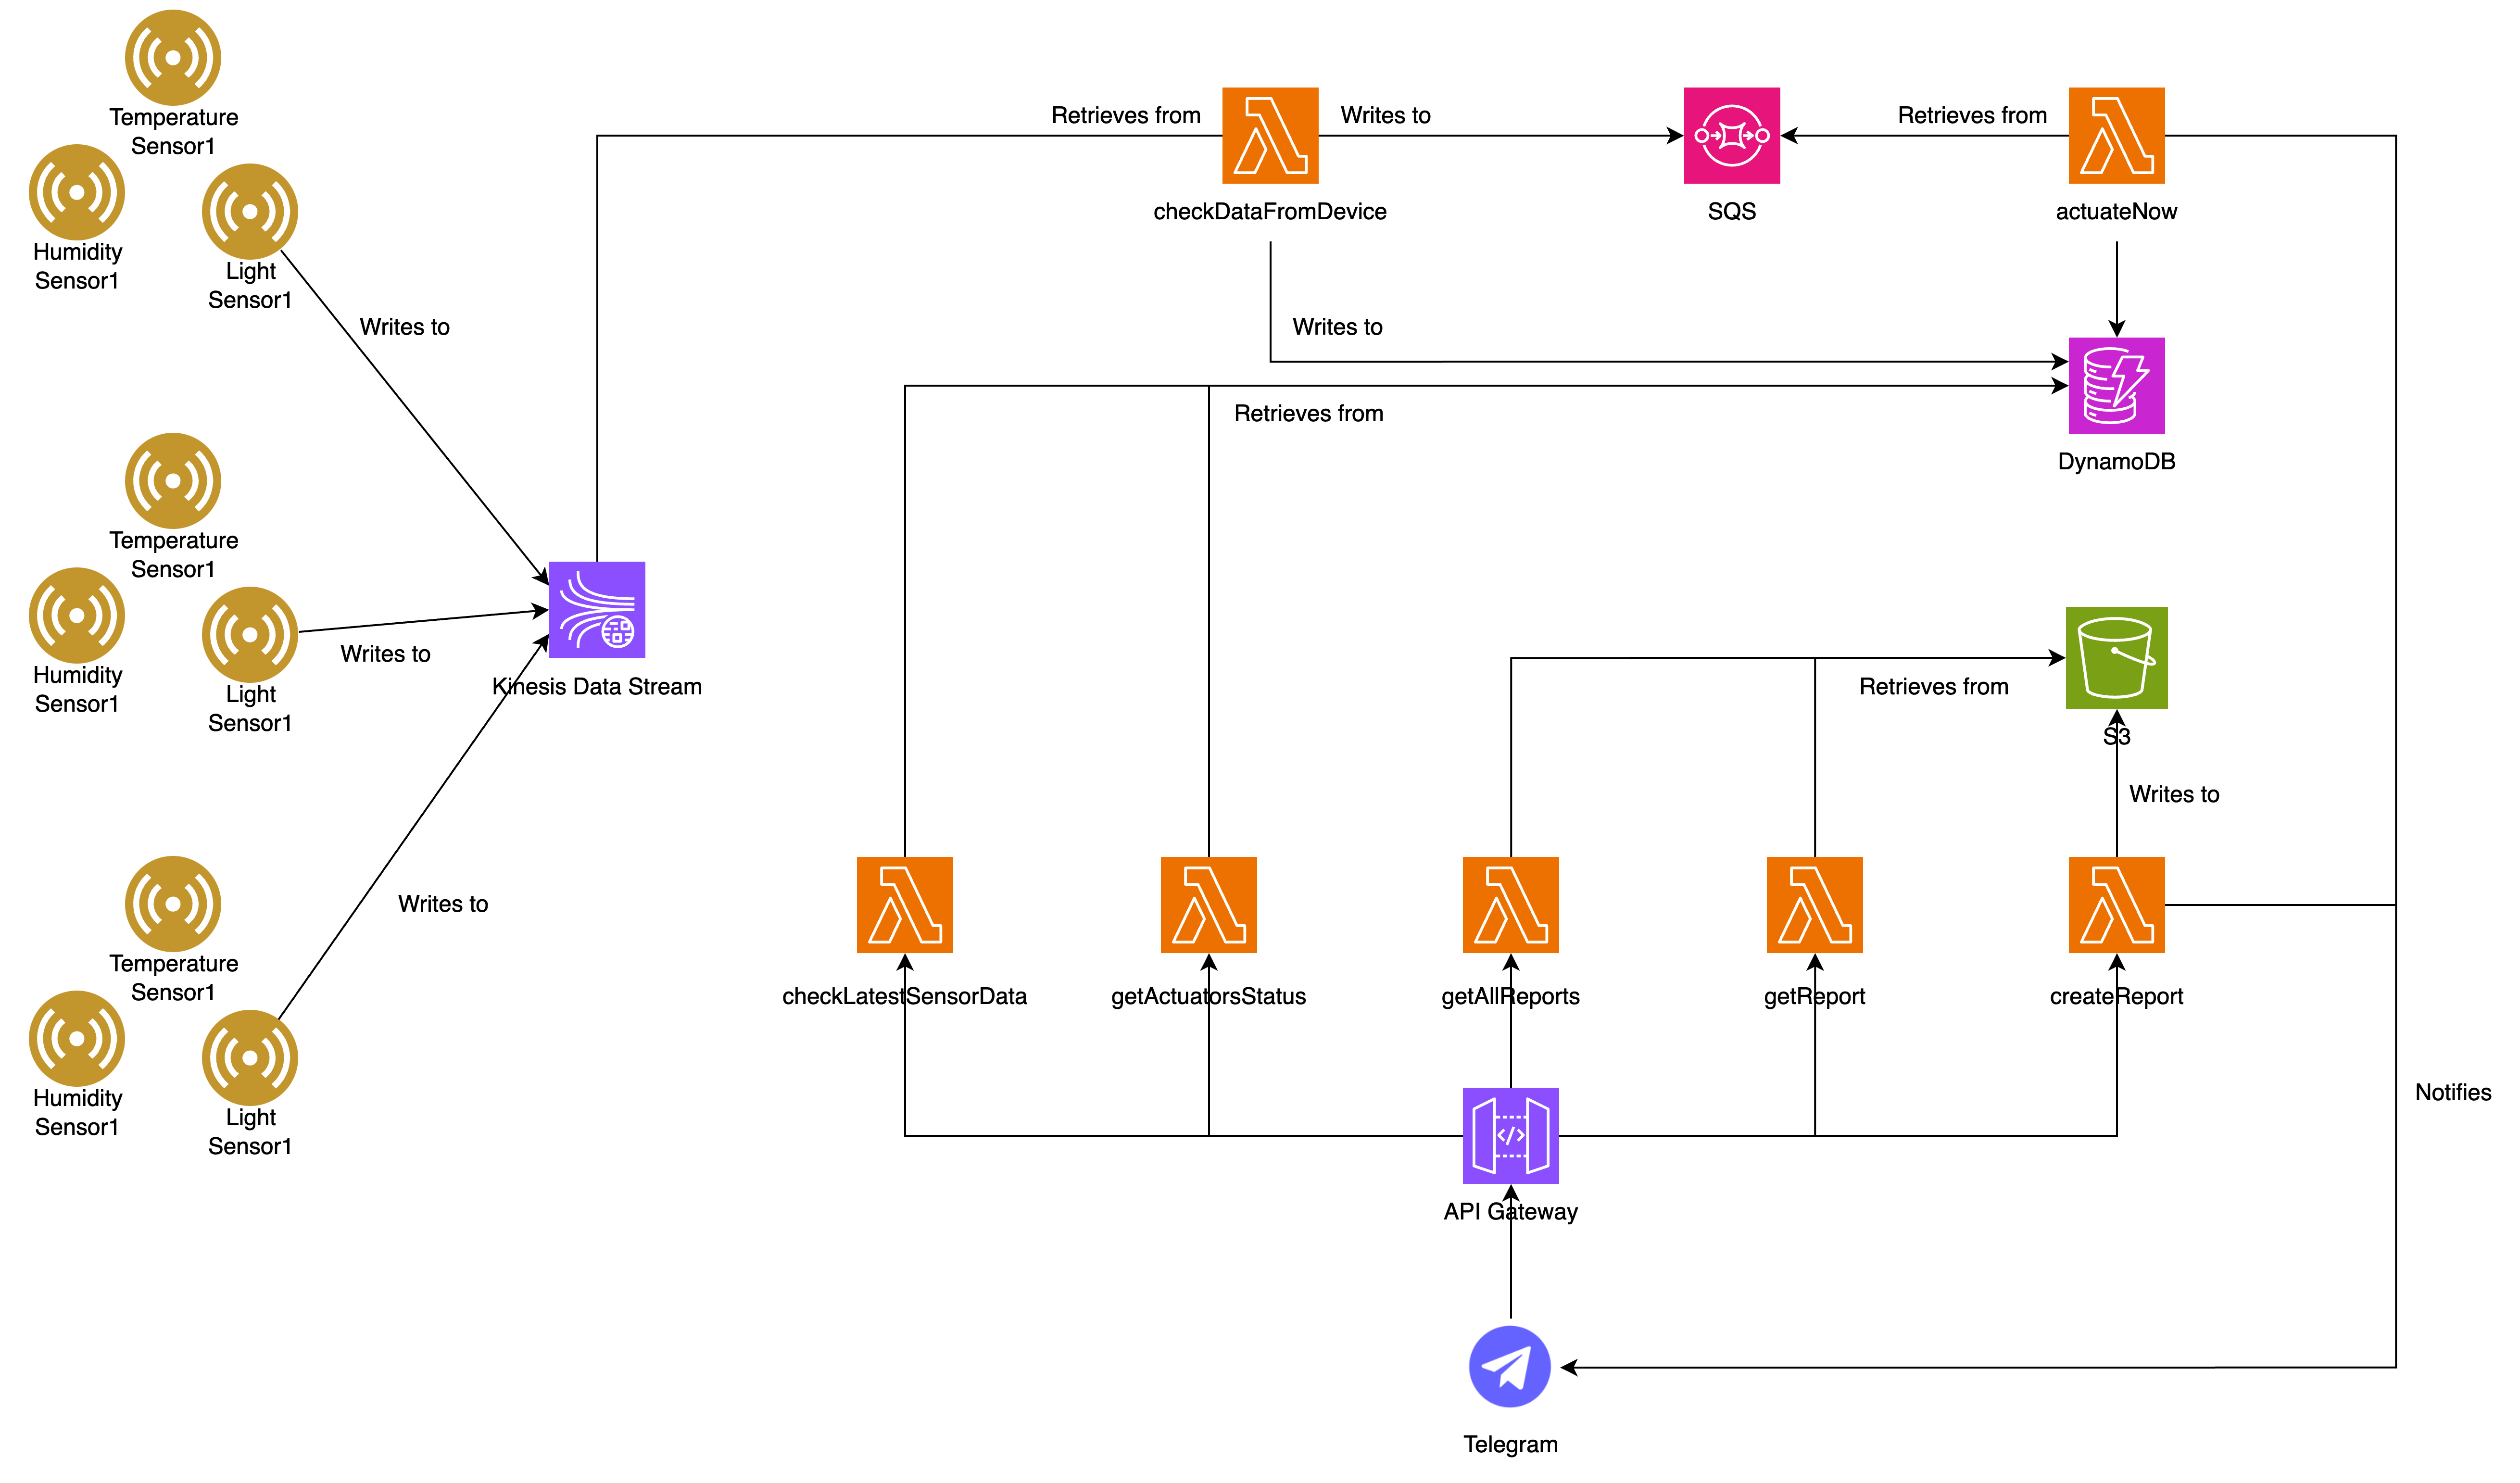 Temperature
Sensor1
Humidity
Sensor1
Light
Sensor1
Writes to
Retrieves from
Writes to
Retrieves from
checkDataFromDevice
SQS
actuateNow
Writes to
Retrieves from
DynamoDB
Temperature
Sensor1
Humidity
Sensor1
Light
Sensor1
Writes to
Kinesis Data Stream
Retrieves from
S3
Writes to
Temperature
Sensor1
Humidity
Sensor1
Light
Sensor1
Writes to
checkLatestSensorData
getActuatorsStatus
getAllReports
getReport
createReport
Notifies
API Gateway
Telegram